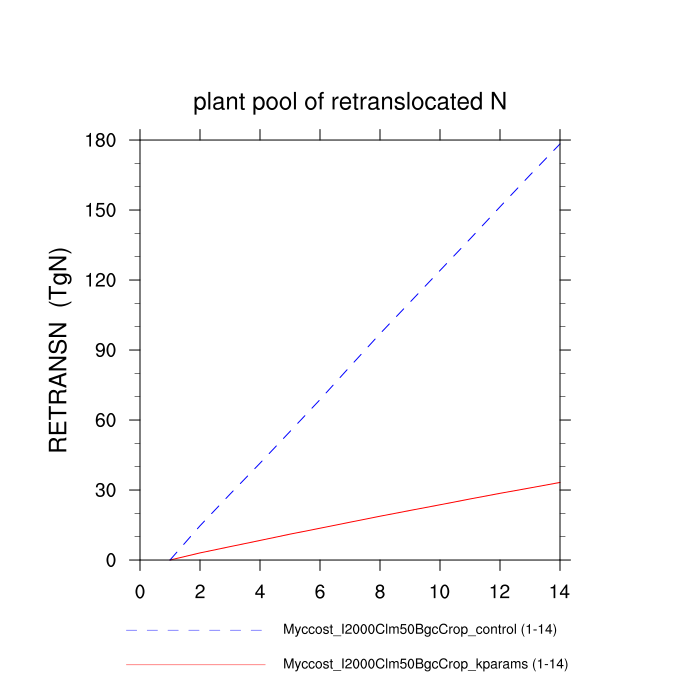 plant pool of retranslocated N
RETRANSN (TgN)
180
150
120
90
60
30
0
0 2 4 6 8 10 12 14
Myccost_I2000Clm50BgcCrop_control (1-14)
Myccost_I2000Clm50BgcCrop_kparams (1-14)